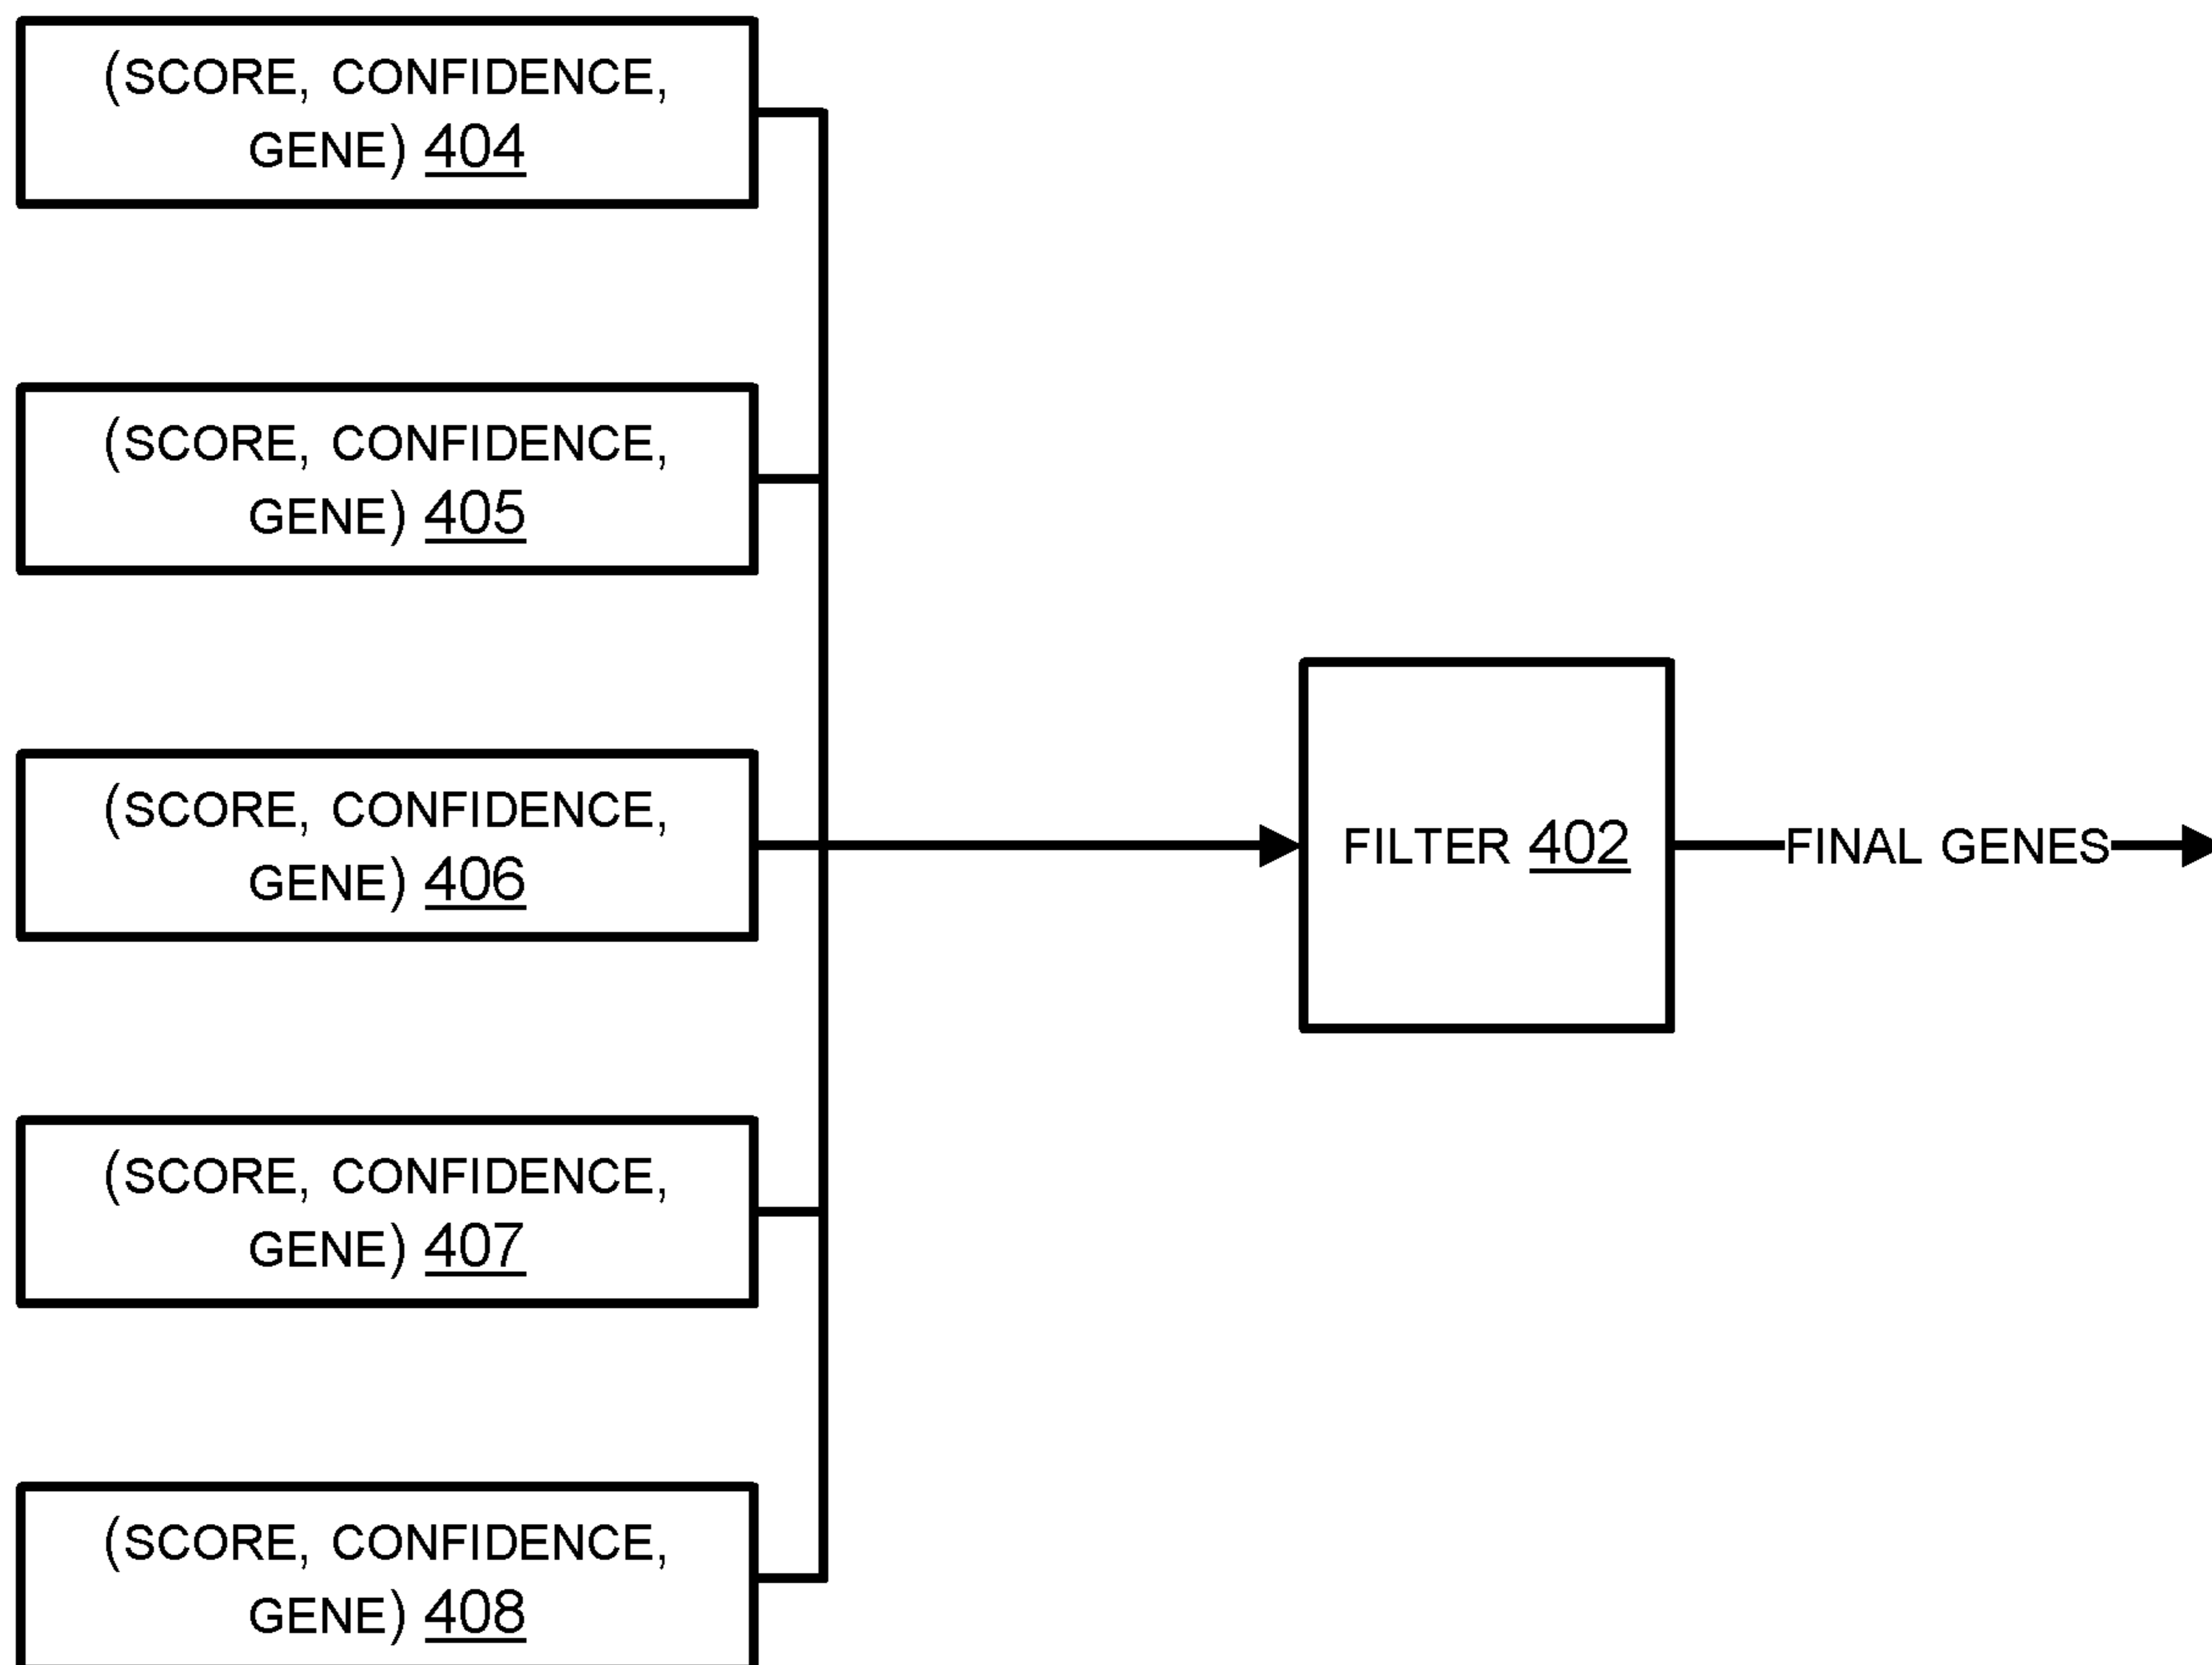 (SCORE, CONFIDENCE,
GENE) 404
(SCORE, CONFIDENCE,
GENE) 405
(SCORE, CONFIDENCE,
GENE) 406
FILTER 402
FINAL GENES
(SCORE, CONFIDENCE,
GENE) 407
(SCORE, CONFIDENCE,
GENE) 408